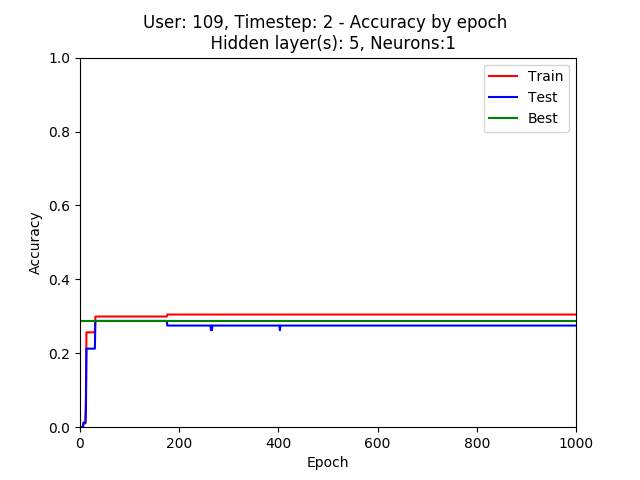 User: 109, Timestep: 2 - Accuracy by epoch
Hidden layer(s): 5, Neurons:1
Train
Test
Best
Accuracy
1.0
0.8
0.6
0.4
0.2
0.0
0 200 400 600 800 1000
Epoch